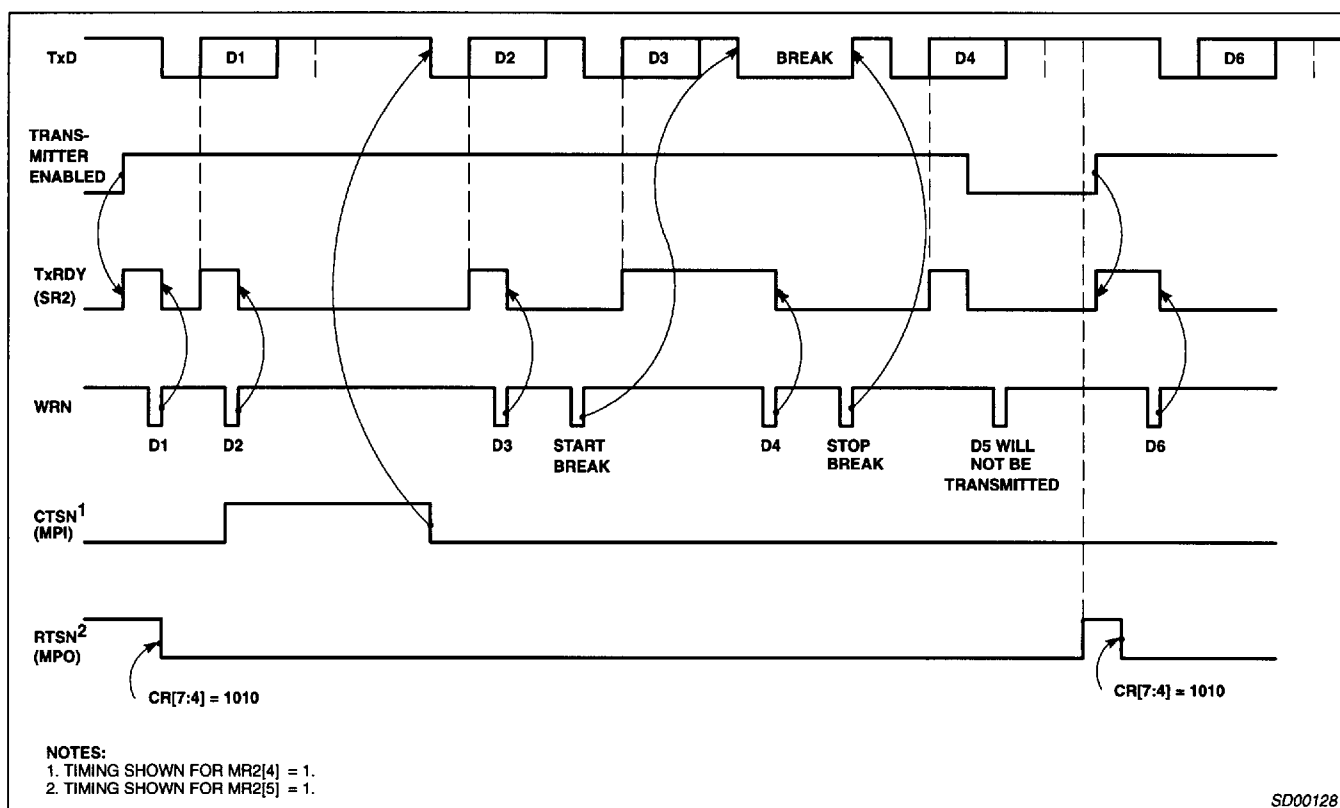 TxD
D1
D2
D3
BREAK
D4
D6
TRANS-
MITTER
ENABLED
TxRDY
(SR2)
WRN
D1
D2
D3
START
BREAK
D4
STOP
BREAK
D5 WILL
NOT BE
TRANSMITTED
D6
CTSN1
(MPI)
RTSN2
(MPO)
CR[7:4] = 1010
CR[7:4] = 1010
NOTES:
1. TIMING SHOWN FOR MR2[4] = 1.
2. TIMING SHOWN FOR MR2[5] = 1.
SD00128